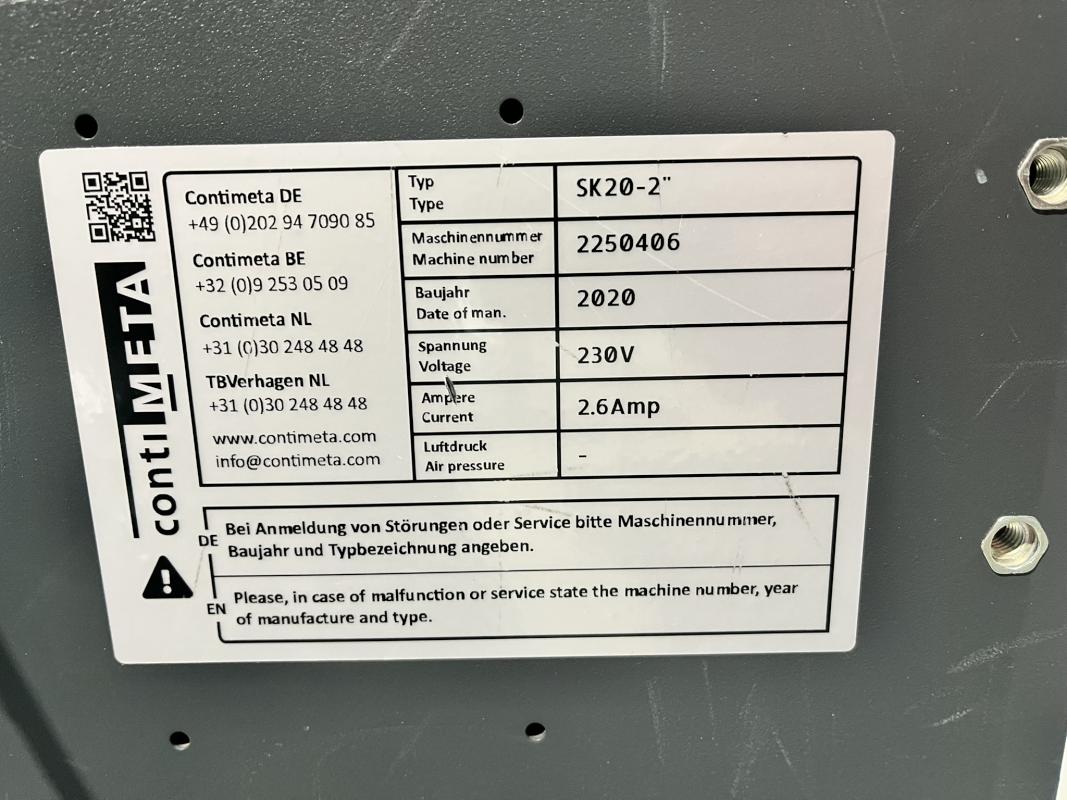 contiMETA
Contimeta DE
+49 (0)202 94 7090 85
Contimeta BE
+32 (0)9 253 05 09
Contimeta NL
+31 (0)30 248 48 48
TBVerhagen NL
+31 (0)30 248 48 48
www.contimeta.com
info@contimeta.com
Typ
Type
SK20-2"
Maschinennummer
Machine number
2250406
Baujahr
Date of man.
2020
Spannung
Voltage
230V
Ampere
Current
2.6Amp
Luftdruck
Air pressure
-
DE
Bei Anmeldung von Störungen oder Service bitte Maschinennummer,
Baujahr und Typbezeichnung angeben.
EN
Please, in case of malfunction or service state the machine number, year
of manufacture and type.